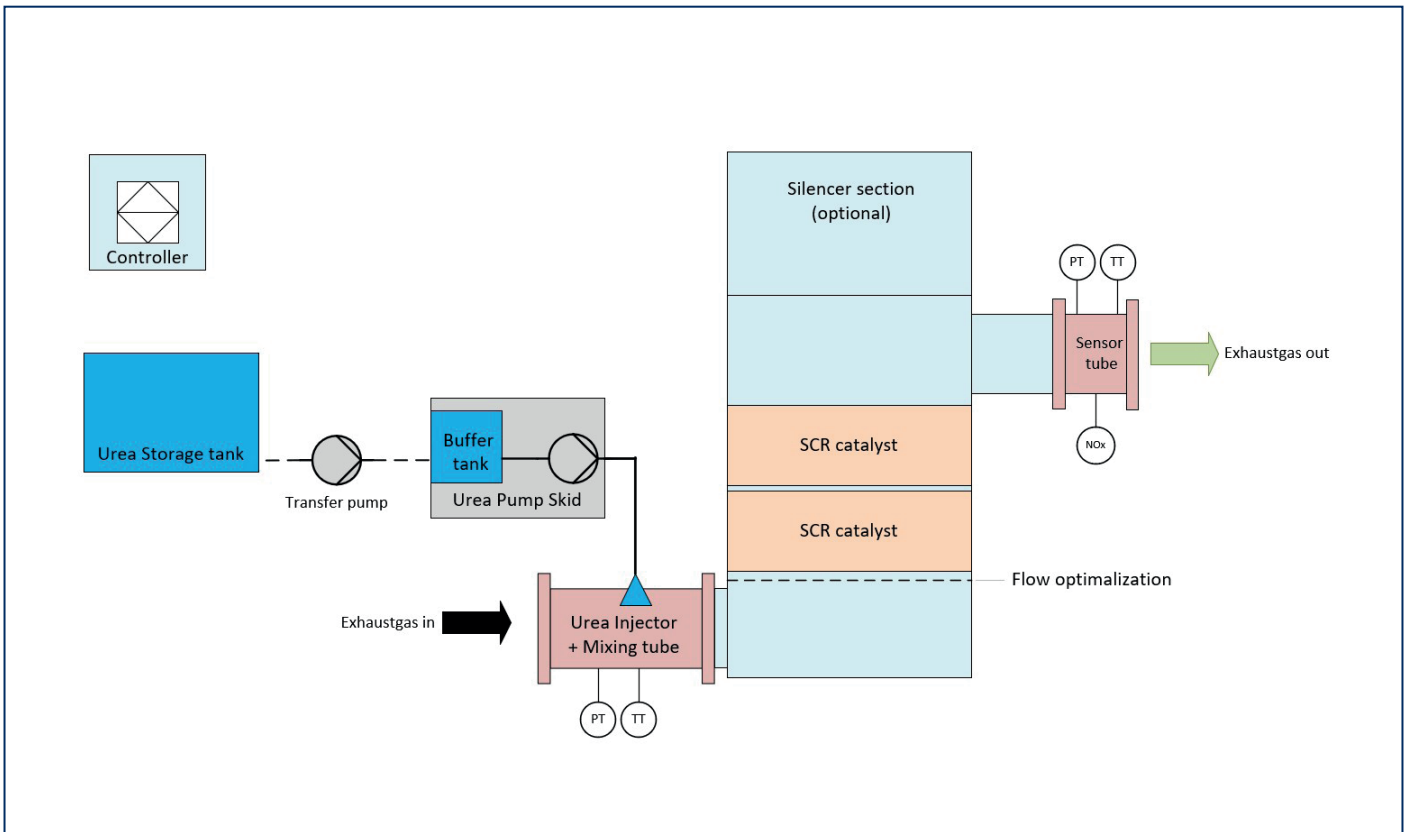 Silencer section
(optional)
Controller
PT
TT
Sensor
tube
Exhaustgas out
NOx
Urea Storage tank
Transfer pump
Buffer
tank
Urea Pump Skid
SCR catalyst
SCR catalyst
Flow optimalization
Exhaustgas in
Urea Injector
+ Mixing tube
PT
TT